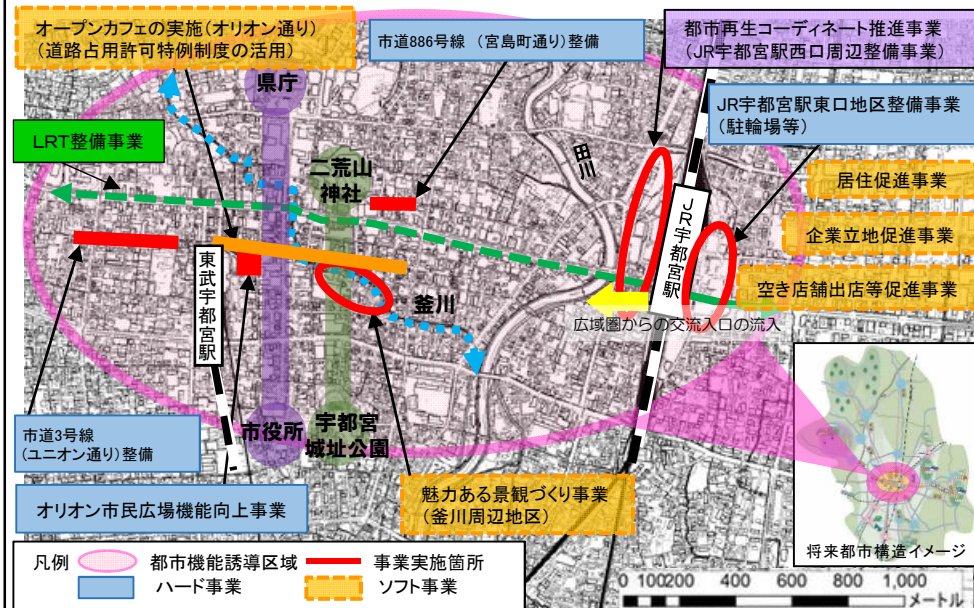 オープンカフェの実施(オリオン通り)
(道路占用許可特例制度の活用)
市道886号線 (宮島町通り)整備
都市再生コーディネート推進事業
(JR宇都宮駅西口周辺整備事業)
県庁
JR宇都宮駅東口地区整備事業
(駐輪場等)
LRT整備事業
二荒山
神社
田川
居住促進事業
企業立地促進事業
空き店舗出店等促進事業
JR宇都宮駅
東武宇都宮駅
釜川
広域圏からの交流人口の流入
市道3号線
(ユニオン通り)整備
市役所
宇都宮
城址公園
オリオン市民広場機能向上事業
魅力ある景観づくり事業
(釜川周辺地区)
将来都市構造イメージ
凡例 都市機能誘導区域 事業実施箇所
ハード事業 ソフト事業
0 100200 400 600 800 1,000
メートル